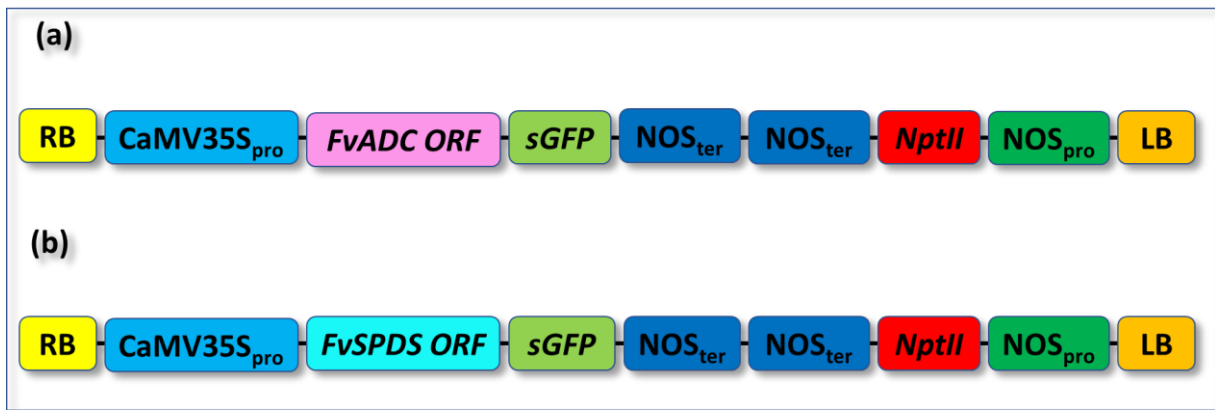 (a)
RB CaMV35Spro FvADC ORF sGFP NOSter NOSter NptII NOSpro LB
(b)
RB CaMV35Spro FvSPDS ORF sGFP NOSter NOSter NptII NOSpro LB